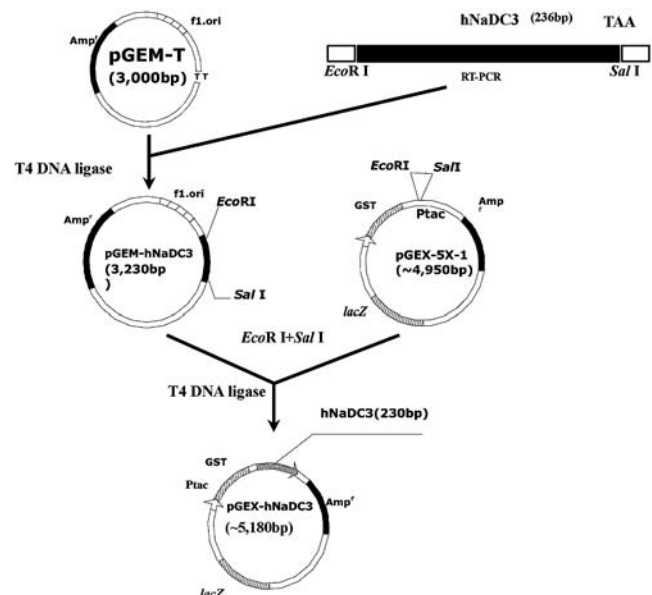 f1.ori
Amp^r
pGEM-T
(3,000bp)
T T
hNaDC3 (236bp) TAA
EcoR I
Sal I
RT-PCR
T4 DNA ligase
f1.ori
EcoRI
Amp^r
pGEM-hNaDC3
(3,230bp
)
Sal I
EcoRI SalI
GST
Ptac
Amp
r
pGEX-5X-1
(~4,950bp)
lacZ
EcoR I+Sal I
T4 DNA ligase
hNaDC3(230bp)
GST
Ptac
Amp^r
pGEX-hNaDC3
(~5,180bp)
lacZ